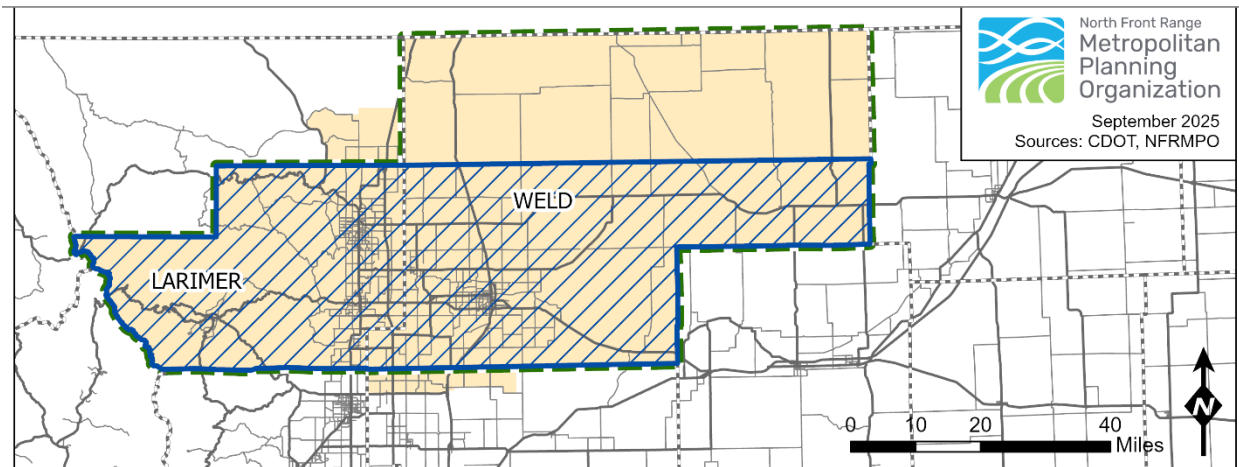 North Front Range
Metropolitan
Planning
Organization
September 2025
Sources: CDOT, NFRMPO
WELD
LARIMER
N
0 10 20 40
Miles